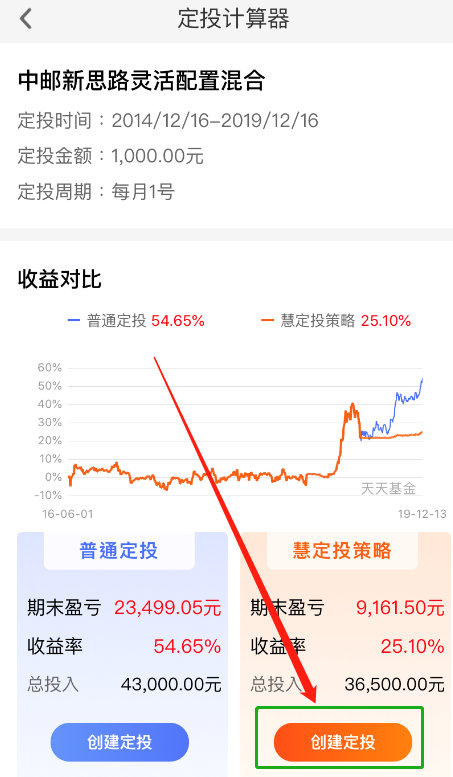 定投计算器
中邮新思路灵活配置混合
定投时间：2014/12/16-2019/12/16
定投金额：1,000.00元
定投周期：每月1号
收益对比
普通定投 54.65% 慧定投策略 25.10%
60%
50%
40%
30%
20%
10%
0%
-10%
天天基金
16-06-01 19-12-13
普通定投 慧定投策略
期末盈亏 23,499.05元 期末盈亏 9,161.50元
收益率 54.65% 收益率 25.10%
总投入 43,000.00元 总投入 36,500.00元
创建定投 创建定投